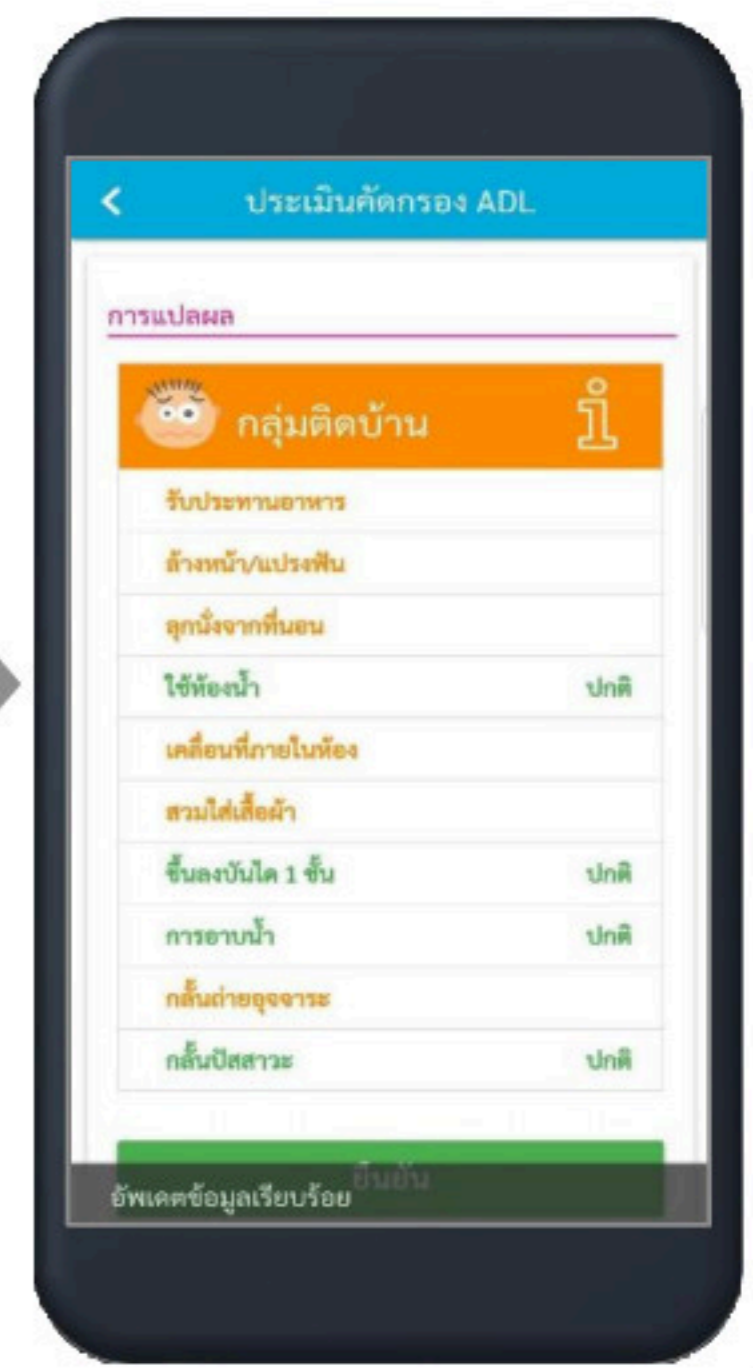 ประเมินคัดกรอง ADL
การแปลผล
กลุ่มติดบ้าน
รับประทานอาหาร
ล้างหน้า/แปรงฟัน
ลุกนั่งจากที่นอน
ใช้ห้องน้ำ ปกติ
เคลื่อนที่ภายในห้อง
สวมใส่เสื้อผ้า
ขึ้นลงบันได 1 ชั้น ปกติ
การอาบน้ำ ปกติ
กลั้นถ่ายอุจจาระ
กลั้นปัสสาวะ ปกติ
ยืนยัน
อัพเดตข้อมูลเรียบร้อย